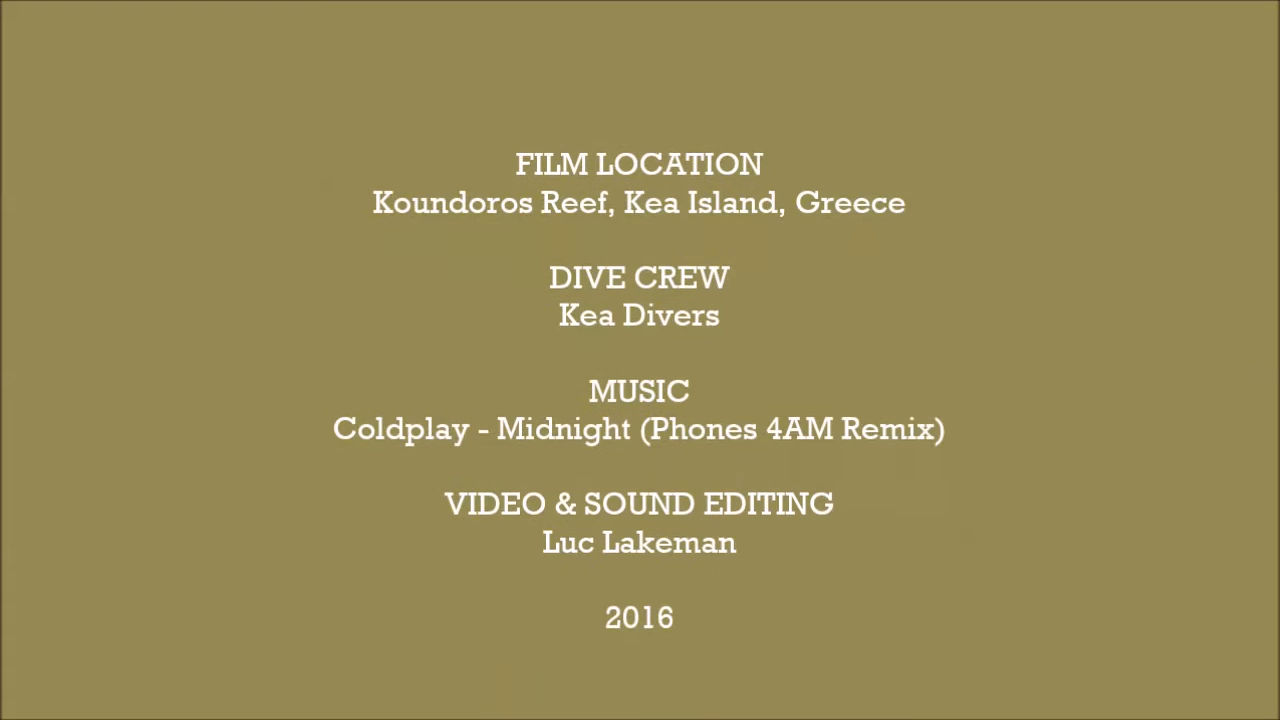 FILM LOCATION
Koundoros Reef, Kea Island, Greece
DIVE CREW
Kea Divers
MUSIC
Coldplay - Midnight (Phones 4AM Remix)
VIDEO & SOUND EDITING
Luc Lakeman
2016